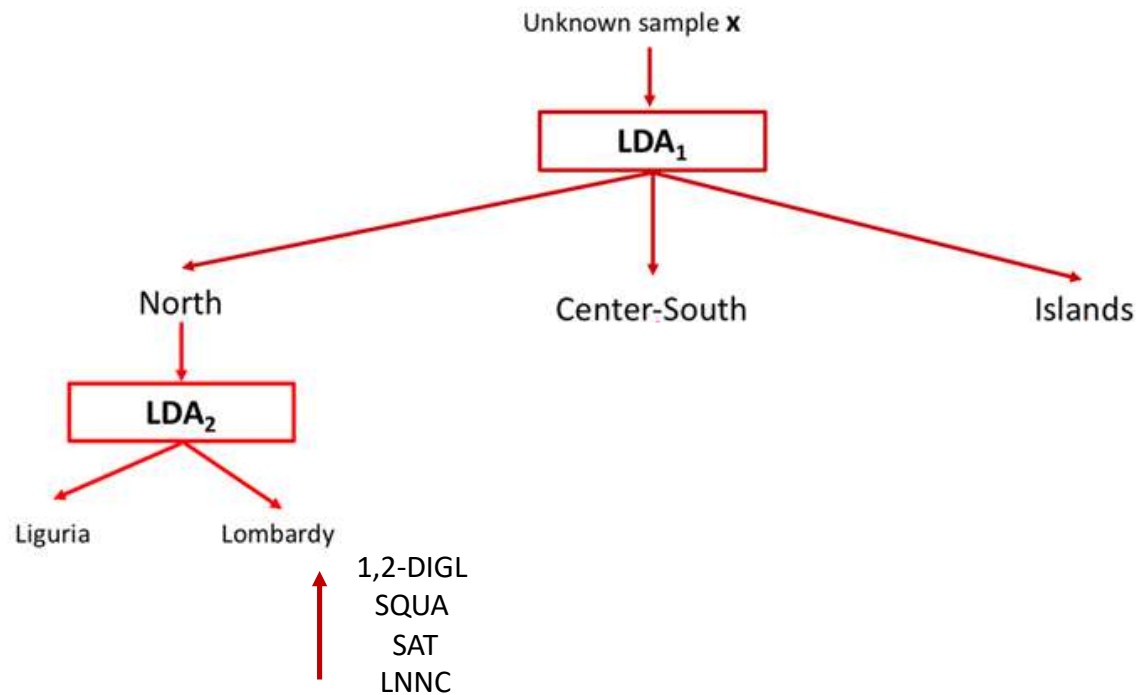 Unknown sample x
LDA₁
North
Center-South
Islands
LDA₂
Liguria
Lombardy
1,2-DIGL
SQUA
SAT
LNNC